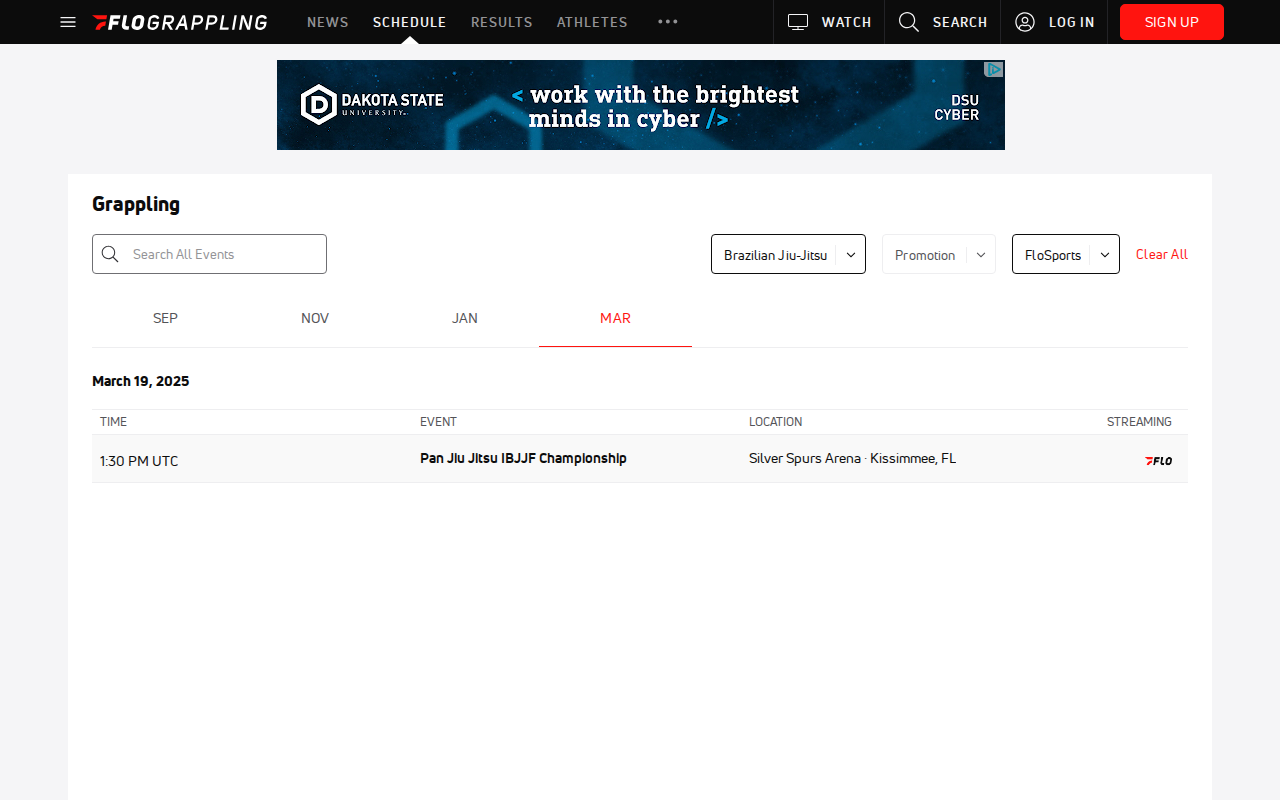 FLOGRAPPLING NEWS SCHEDULE RESULTS ATHLETES WATCH SEARCH LOG IN SIGN UP
DAKOTA STATE
UNIVERSITY
< work with the brightest
minds in cyber />
DSU
CYBER
Grappling
Search All Events Brazilian Jiu-Jitsu Promotion FloSports Clear All
SEP NOV JAN MAR
March 19, 2025
TIME EVENT LOCATION STREAMING
1:30 PM UTC Pan Jiu Jitsu IBJJF Championship Silver Spurs Arena · Kissimmee, FL FLO